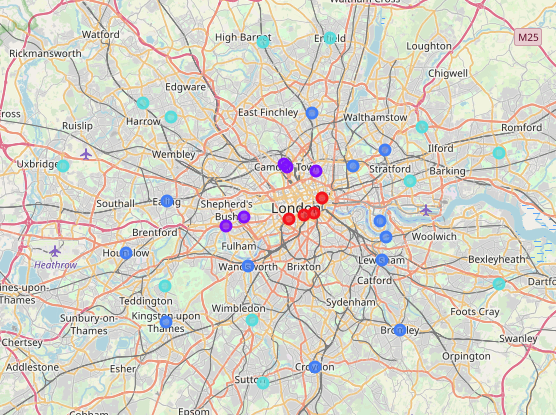 Waltham Cross
Watford
High Barnet
Enfield
M25
Rickmansworth
Loughton
Chigwell
Edgware
East Finchley
Walthamstow
Harrow
Ruislip
Romford
Ilford
Wembley
Uxbridge
Camden Town
Stratford
Barking
Southall
Ealing
Shepherd's
Bush
London
Brentford
Fulham
Woolwich
Heathrow
Hounslow
Wandsworth
Brixton
Lewisham
Bexleyheath
Catford
Teddington
Sydenham
Wimbledon
Foots Cray
Sunbury-on-
Thames
Kingston upon
Thames
Bromley
Swanley
Chertsey
Orpington
Addlestone
Esher
Croydon
Sutton
Epsom